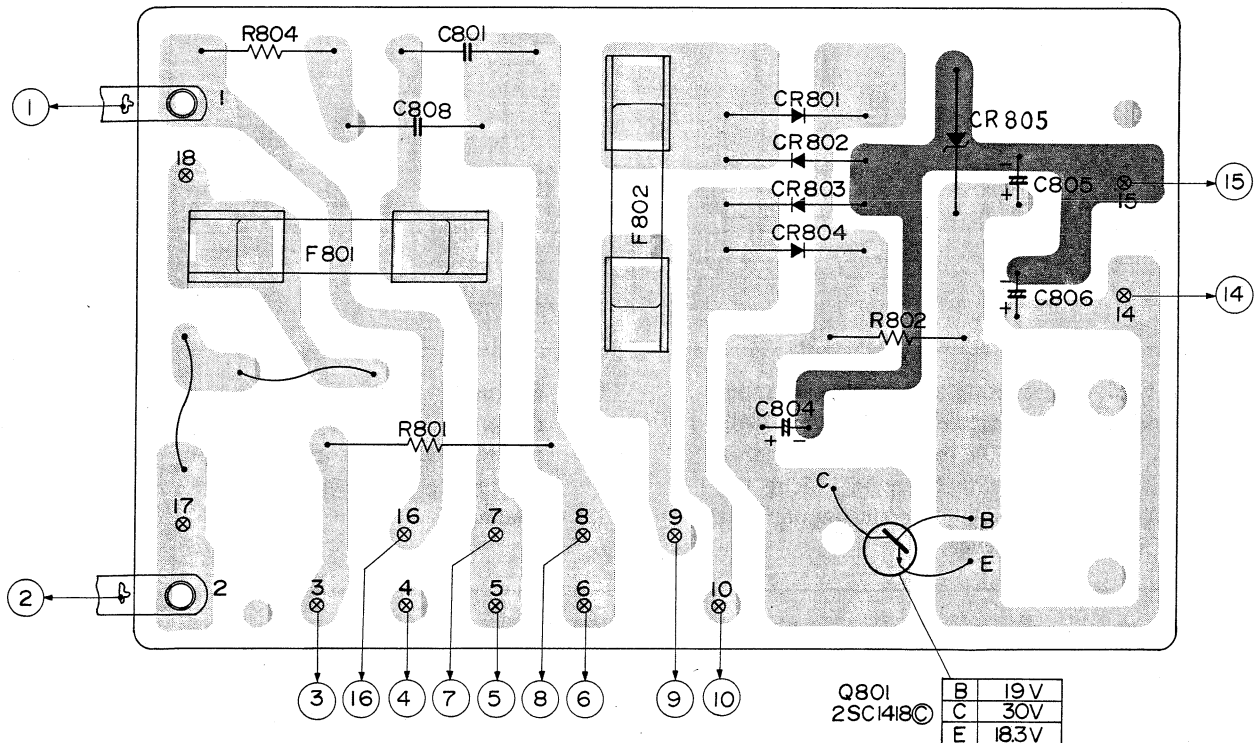 R804
C801
1
1
C808
CR801
CR805
18
CR802
CR803
- C805 +
15
15
F801
F802
CR804
- C806 +
14
14
R802
C804
+ -
R801
C
17
16
7
8
9
B
E
2
2
3
4
5
6
10
3
16
4
7
5
8
6
9
10
Q801
2SC1418Ⓒ
B 19V
C 30V
E 18.3V